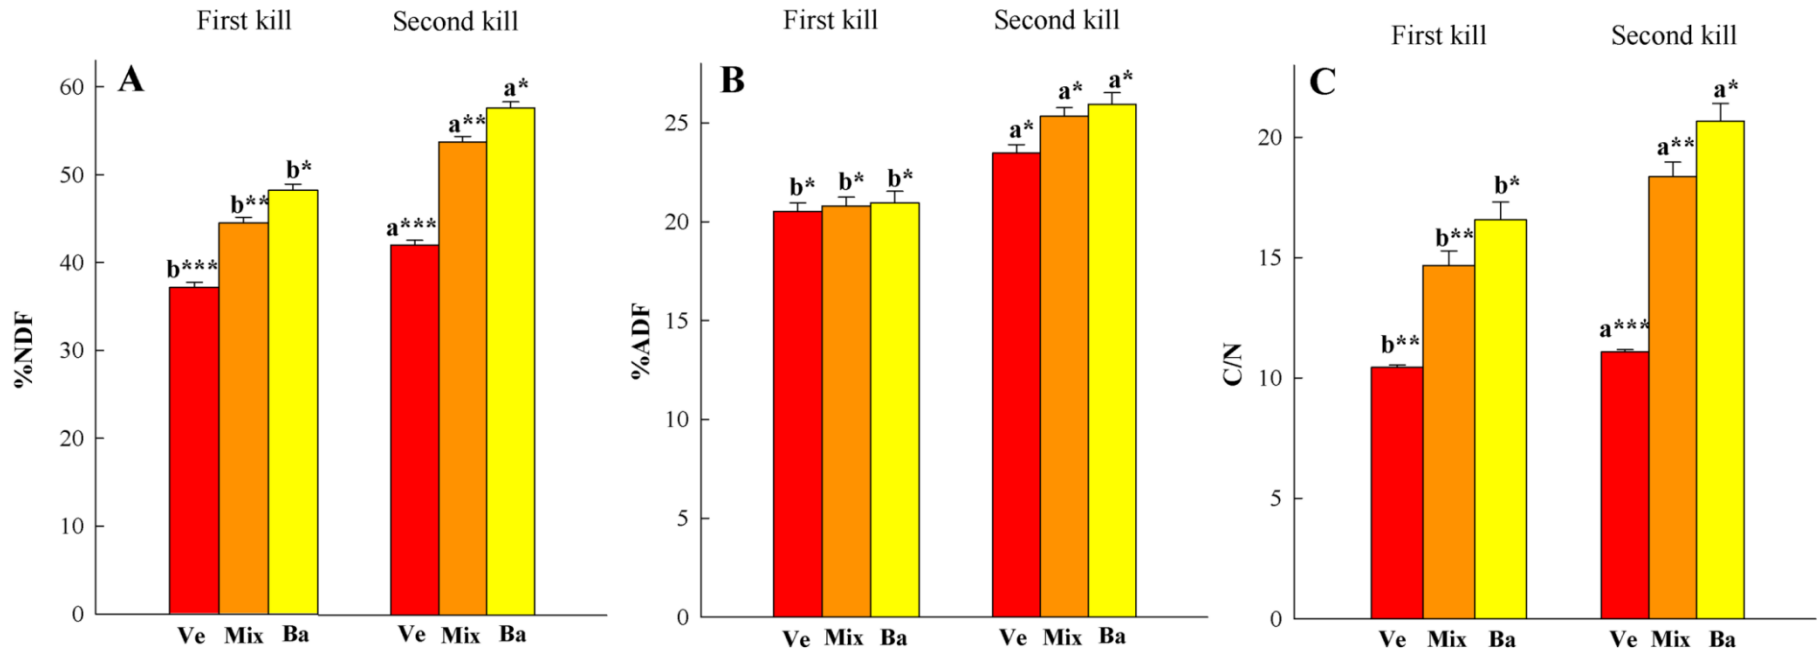 First kill Second kill
A
%NDF
60
50
40
30
20
10
0
b***
b**
b*
a***
a**
a*
Ve Mix Ba
Ve Mix Ba
First kill Second kill
B
%ADF
25
20
15
10
5
0
b*
b*
b*
a*
a*
a*
Ve Mix Ba
Ve Mix Ba
First kill Second kill
C
C/N
20
15
10
5
0
b**
b**
b*
a***
a**
a*
Ve Mix Ba
Ve Mix Ba